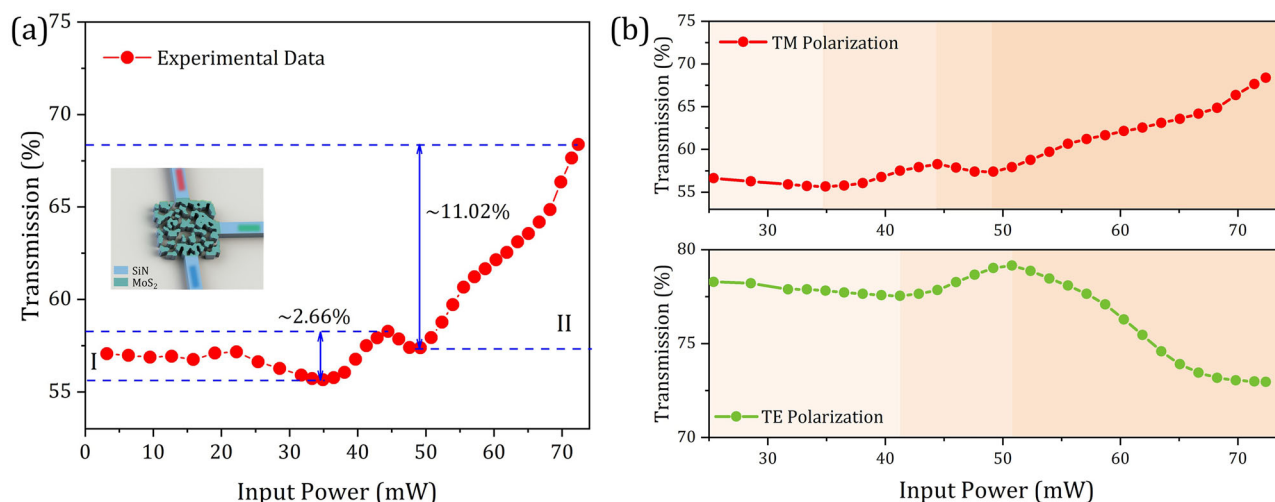 (a)
75
70
65
60
55
Transmission (%)
Experimental Data
SiN
MoS₂
~11.02%
~2.66%
I
II
0 10 20 30 40 50 60 70
Input Power (mW)
(b)
75
70
65
60
55
Transmission (%)
TM Polarization
30 40 50 60 70
80
75
70
Transmission (%)
TE Polarization
30 40 50 60 70
Input Power (mW)